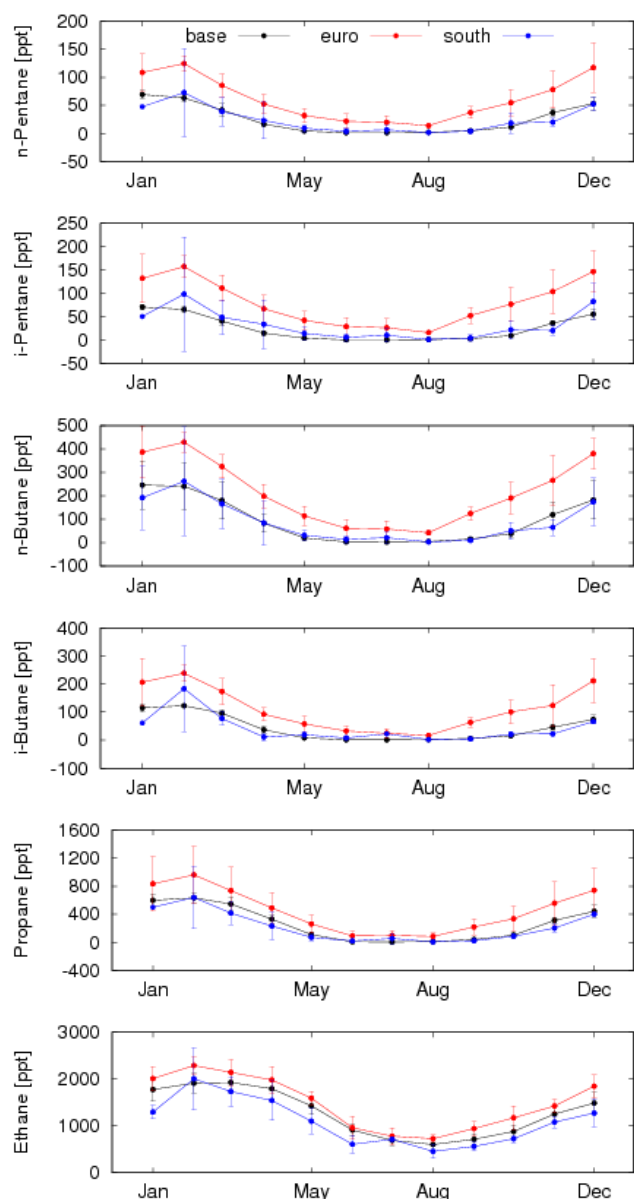 n-Pentane [ppt]
base euro south
200
150
100
50
0
-50
Jan May Aug Dec
i-Pentane [ppt]
250
200
150
100
50
0
-50
Jan May Aug Dec
n-Butane [ppt]
500
400
300
200
100
0
-100
Jan May Aug Dec
i-Butane [ppt]
400
300
200
100
0
-100
Jan May Aug Dec
Propane [ppt]
1600
1200
800
400
0
-400
Jan May Aug Dec
Ethane [ppt]
3000
2000
1000
0
Jan May Aug Dec